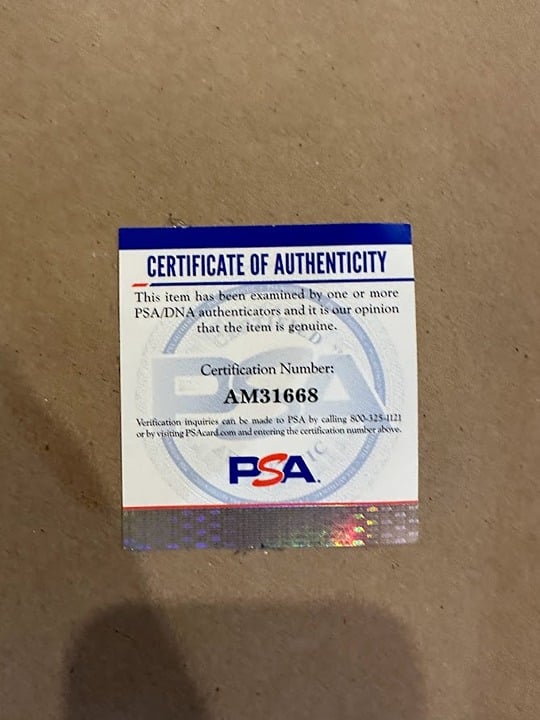 CERTIFICATE OF AUTHENTICITY
This item has been examined by one or more
PSA/DNA authenticators and it is our opinion
that the item is genuine.
Certification Number:
AM31668
Verification inquiries can be made to PSA by calling 800-325-1121
or by visiting PSAcard.com and entering the certification number above.
PSA.